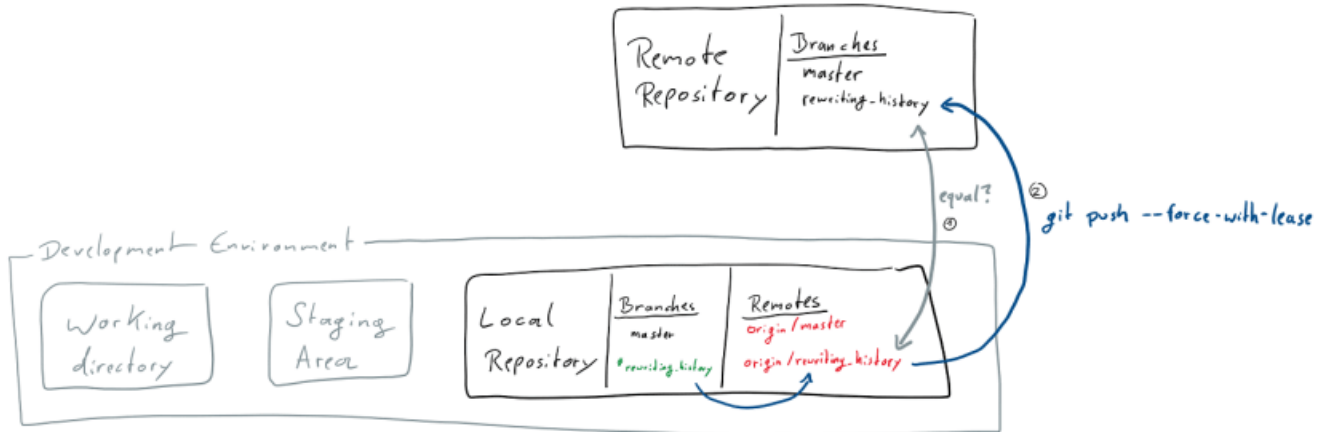 Remote
Repository
Branches
master
rewriting_history
equal?
①
②
git push --force-with-lease
Development Environment
Working
directory
Staging
Area
Local
Repository
Branches
master
*rewriting_history
Remotes
origin/master
origin/rewriting_history